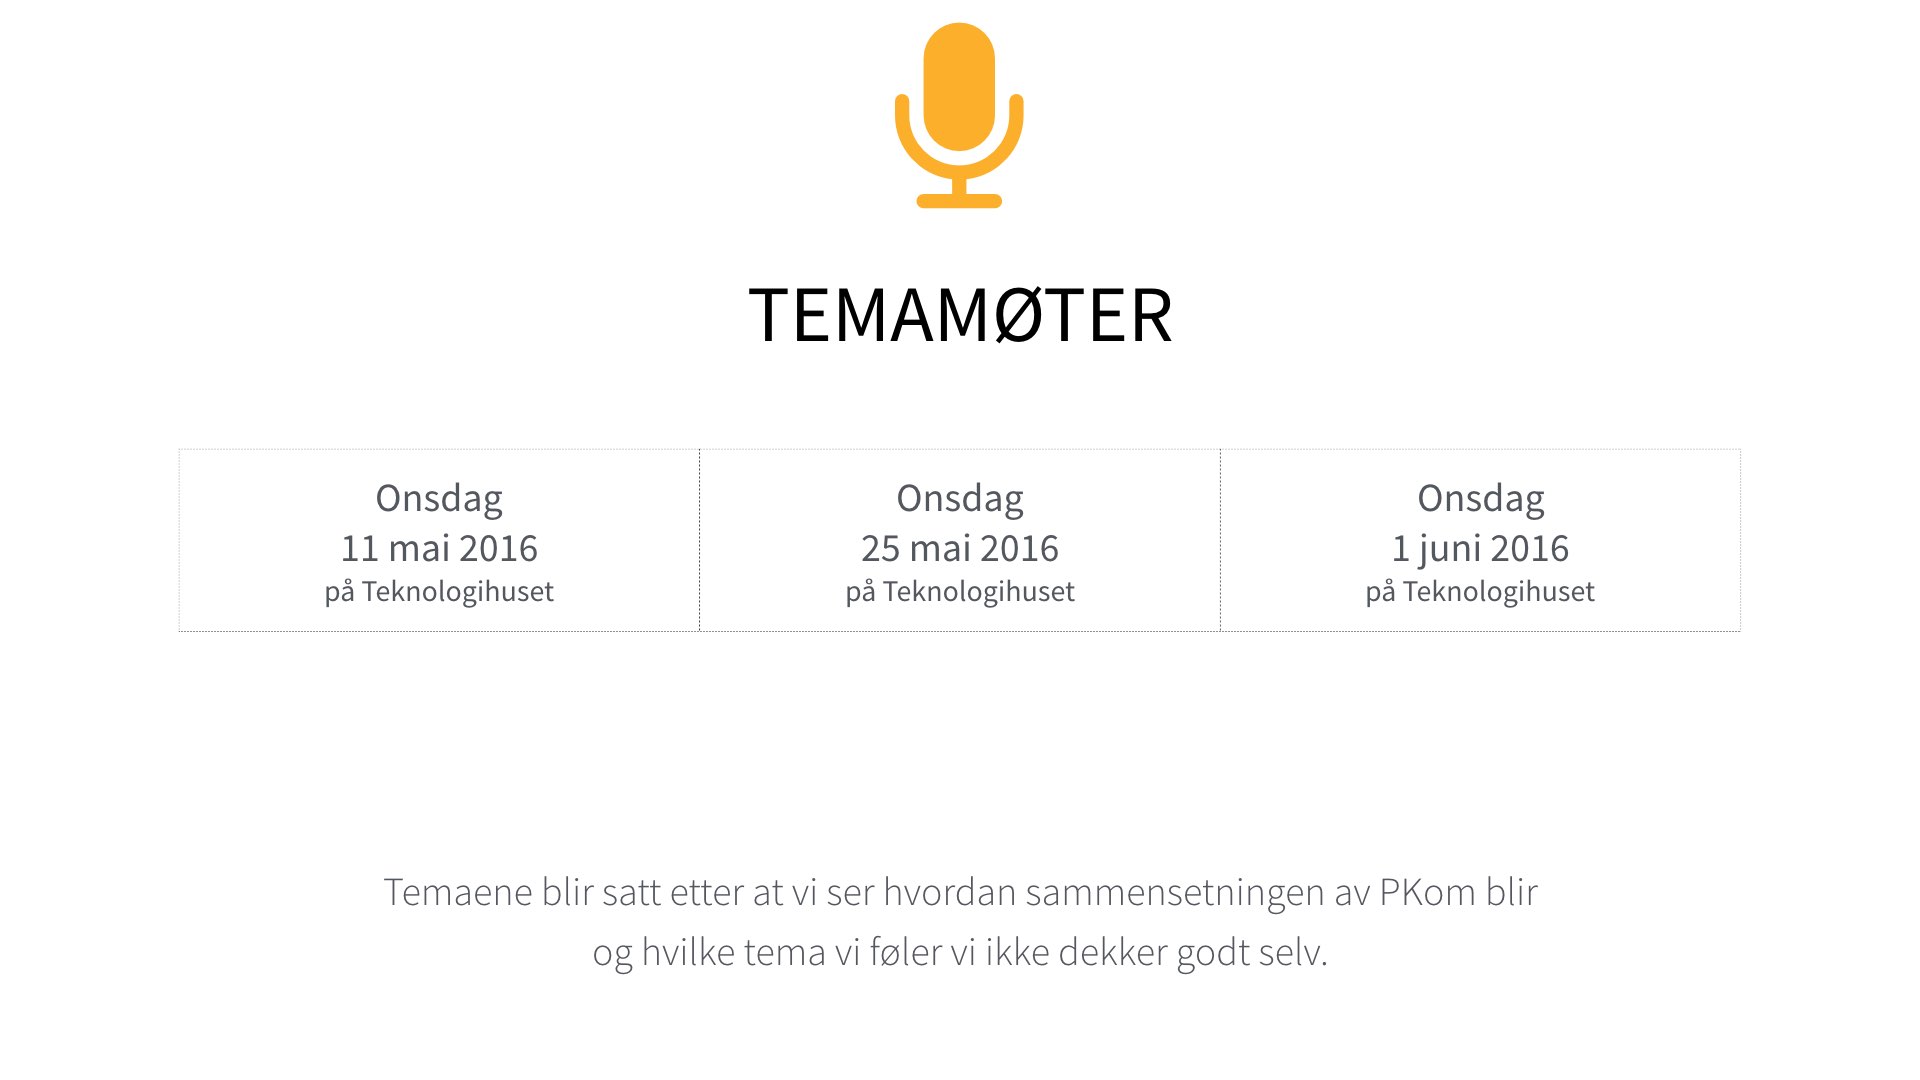 TEMAMØTER
Onsdag
11 mai 2016
på Teknologihuset
Onsdag
25 mai 2016
på Teknologihuset
Onsdag
1 juni 2016
på Teknologihuset
Temaene blir satt etter at vi ser hvordan sammensetningen av PKom blir
og hvilke tema vi føler vi ikke dekker godt selv.